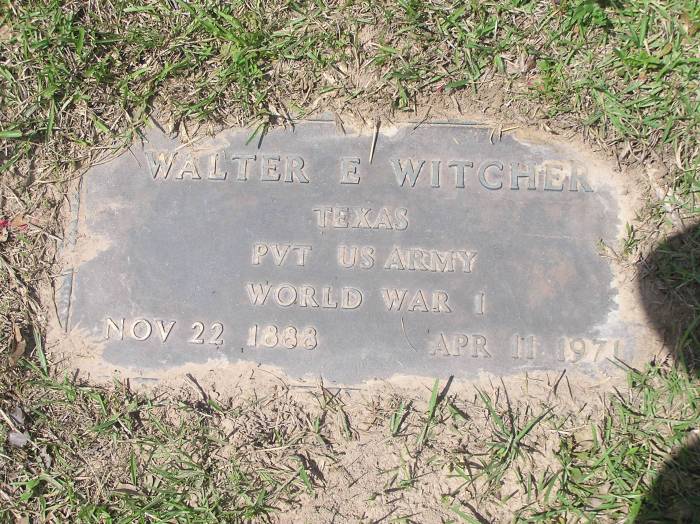 WALTER E WITCHER
TEXAS
PVT US ARMY
WORLD WAR I
NOV 22 1888 APR 11 1971